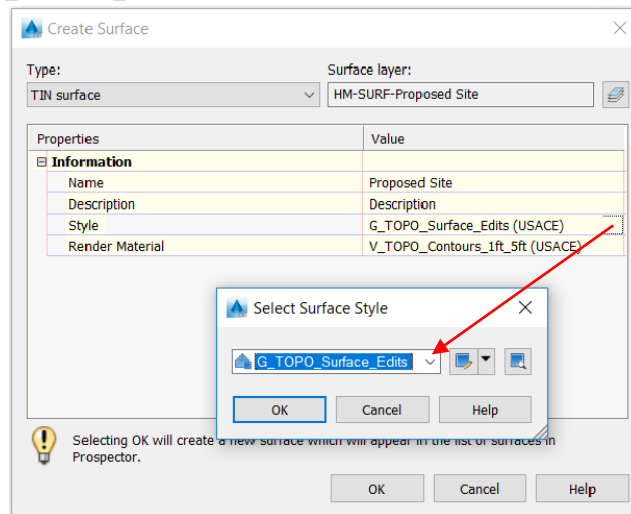 Create Surface
Type: Surface layer:
TIN surface HM-SURF-Proposed Site
Properties Value
Information
Name Proposed Site
Description Description
Style G_TOPO_Surface_Edits (USACE)
Render Material V_TOPO_Contours_1ft_5ft (USACE)
Select Surface Style
G_TOPO_Surface_Edits
OK Cancel Help
Selecting OK will create a new surface which will appear in the list of surfaces in
Prospector.
OK Cancel Help